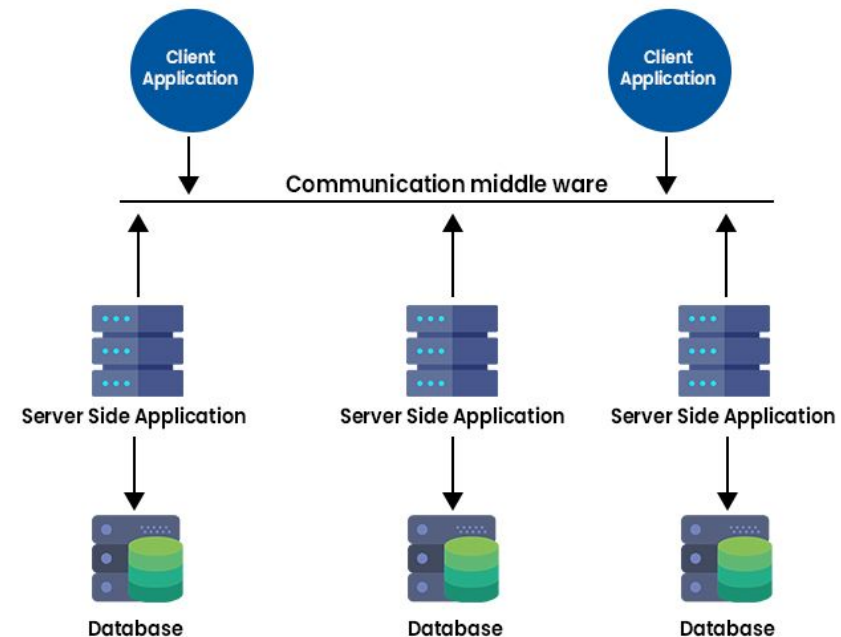 Client
Application
Client
Application
Communication middle ware
Server Side Application
Server Side Application
Server Side Application
Database
Database
Database